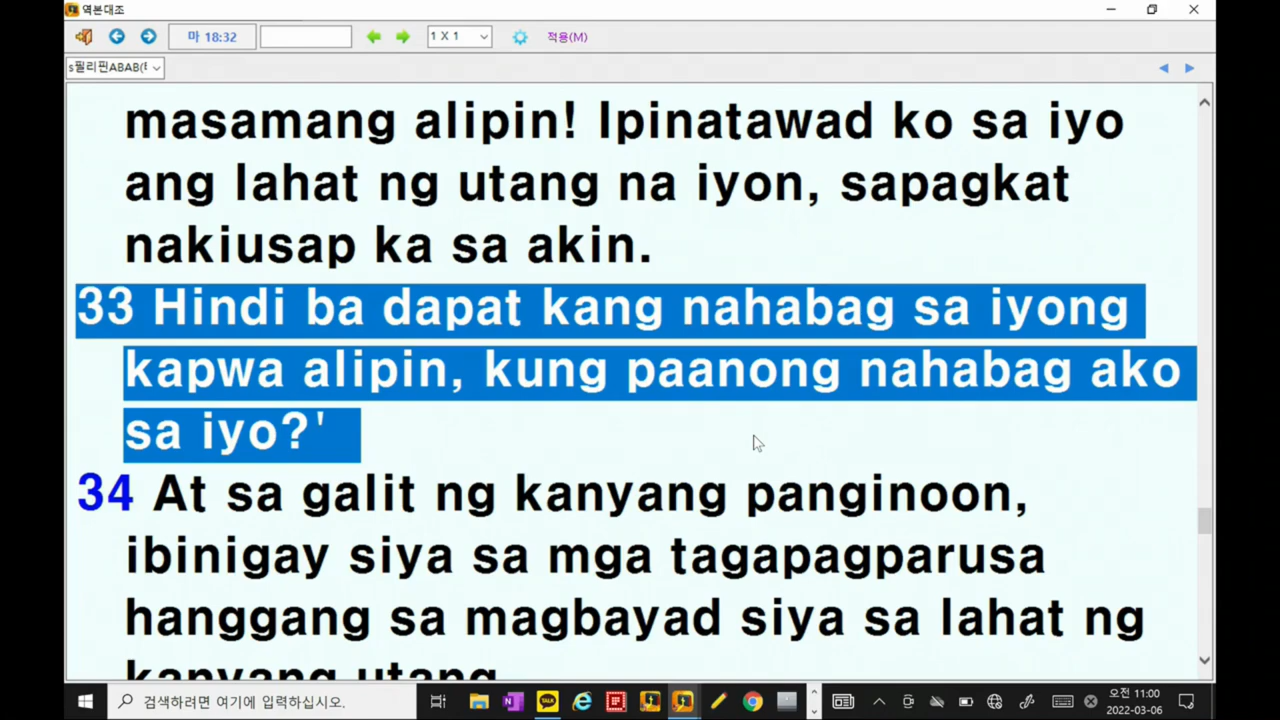 역본대조
마 18:32
1 X 1
적용(M)
s필리핀ABAB(
masamang alipin! Ipinatawad ko sa iyo
ang lahat ng utang na iyon, sapagkat
nakiusap ka sa akin.
33 Hindi ba dapat kang nahabag sa iyong
kapwa alipin, kung paanong nahabag ako
sa iyo?'
34 At sa galit ng kanyang panginoon,
ibinigay siya sa mga tagapagparusa
hanggang sa magbayad siya sa lahat ng
kanyang utang
검색하려면 여기에 입력하십시오.
TALK
오전 11:00
2022-03-06